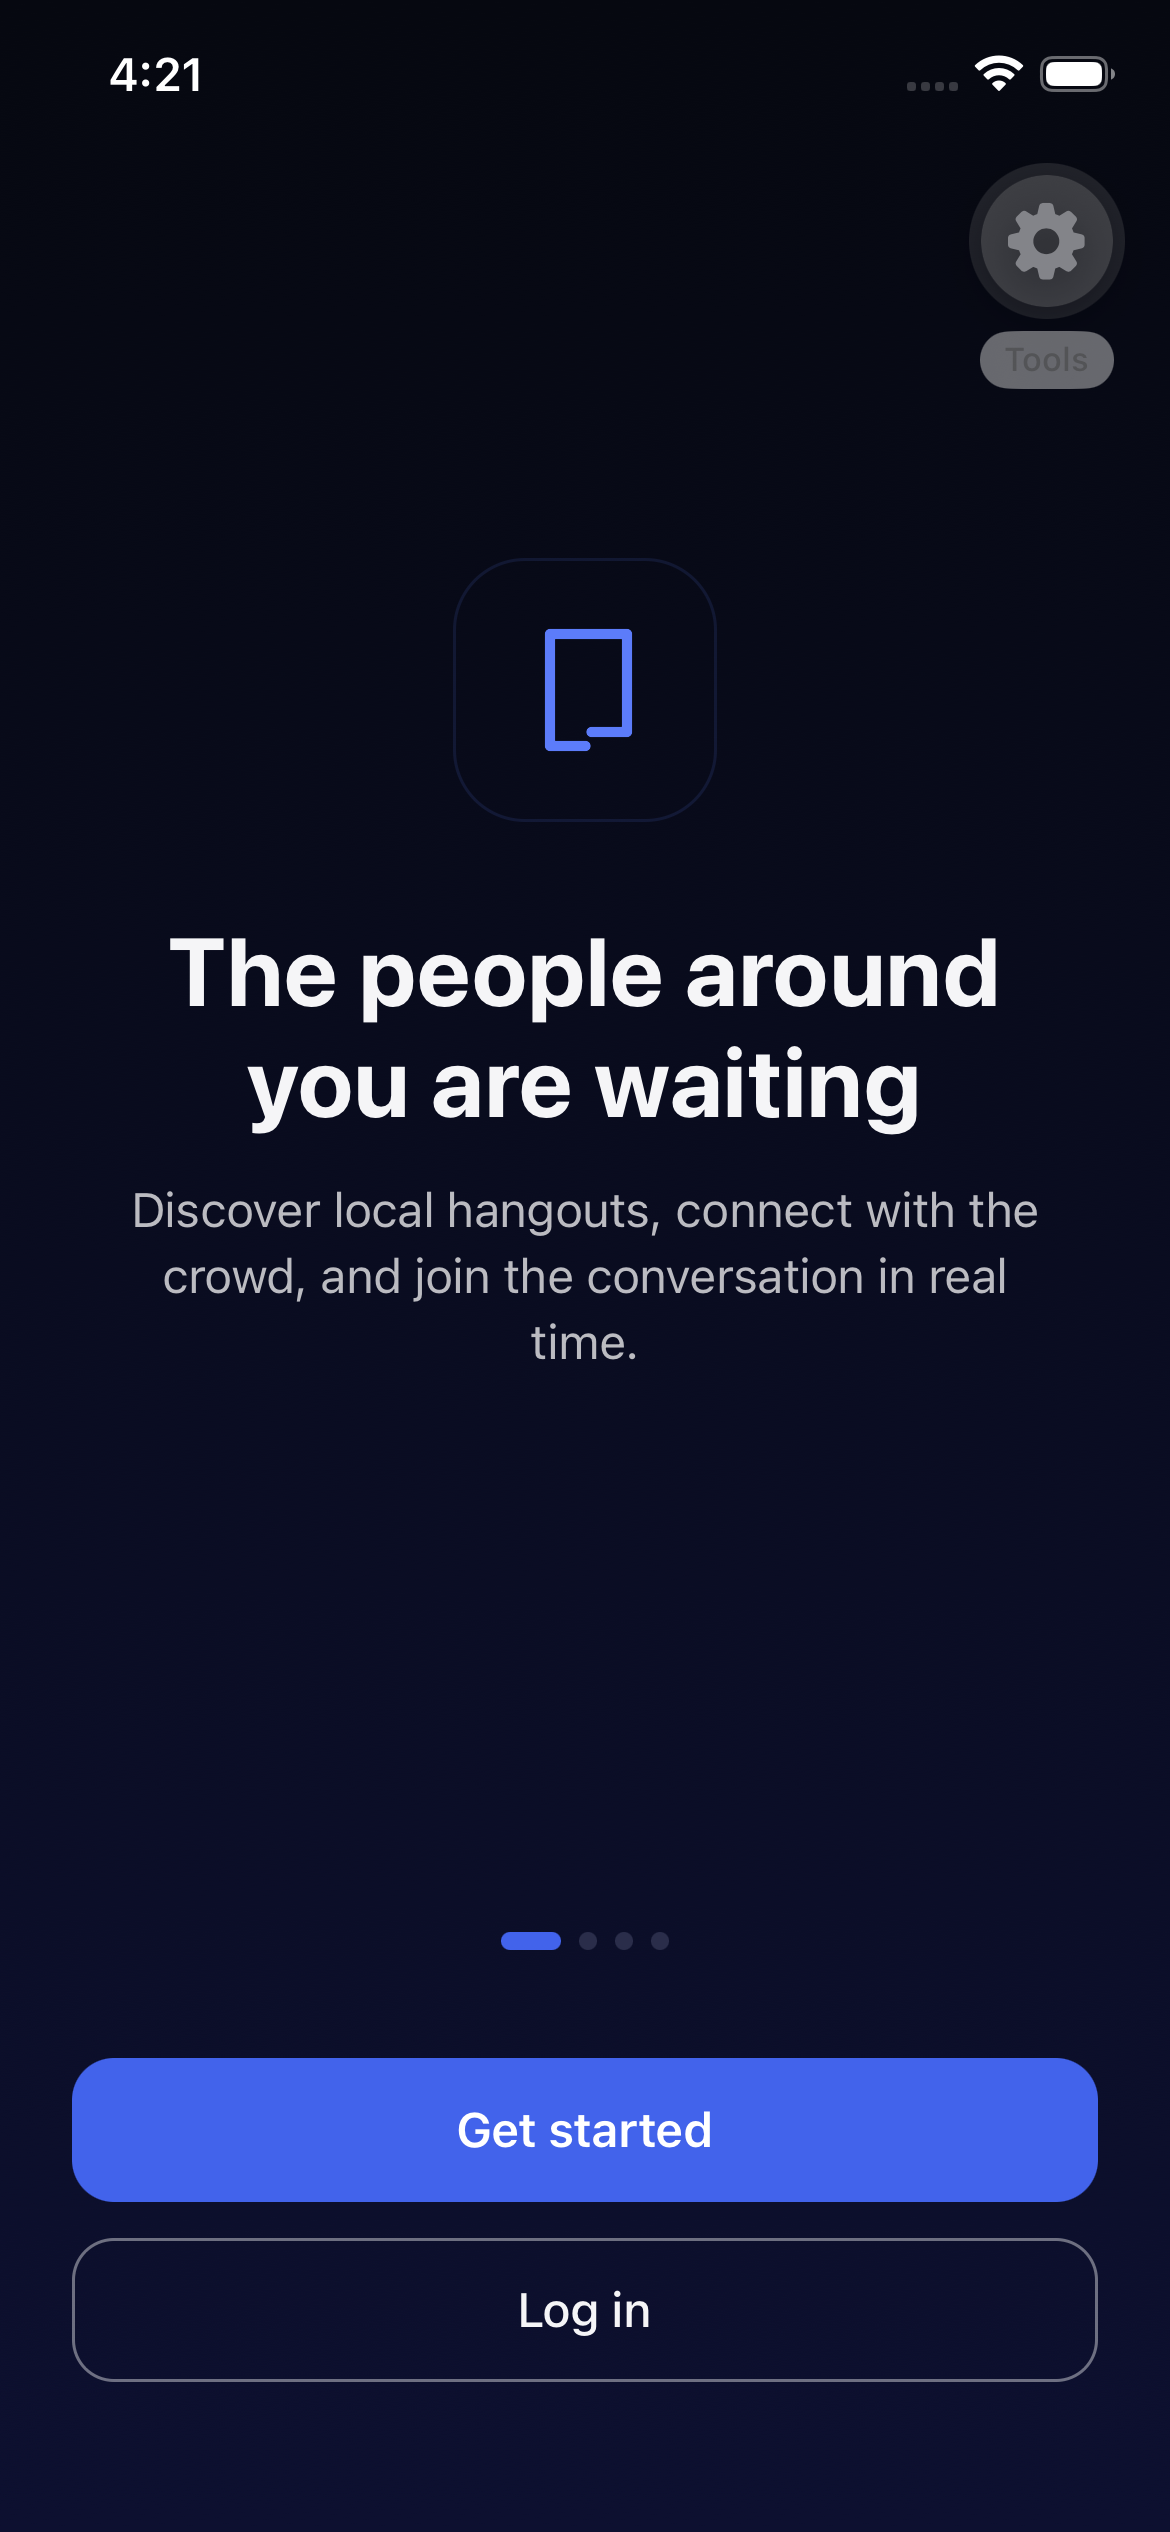 4:21
Tools
The people around
you are waiting
Discover local hangouts, connect with the
crowd, and join the conversation in real
time.
Get started
Log in